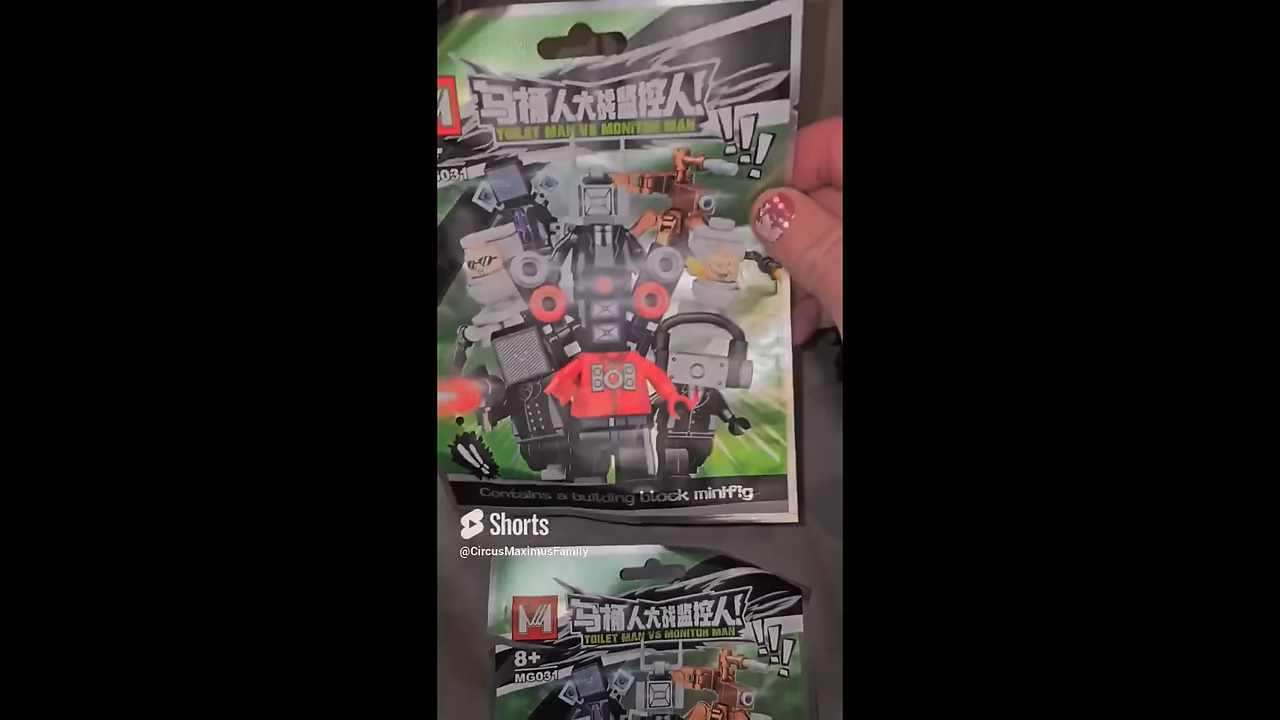 马桶人大战监控人!
TOILET MAN VS MONITOR MAN
Contains a building block minifig
Shorts
@CircusMaximusFamily
马桶人大战监控人!
TOILET MAN VS MONITOR MAN
8+
MG031